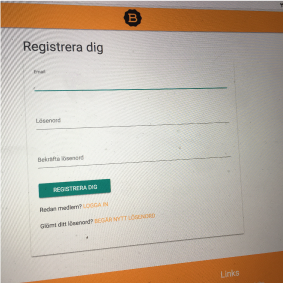 B
Registrera dig
Email
Lösenord
Bekräfta lösenord
REGISTRERA DIG
Redan medlem? LOGGA IN
Glömt ditt lösenord? BEGÄR NYTT LÖSENORD
Links